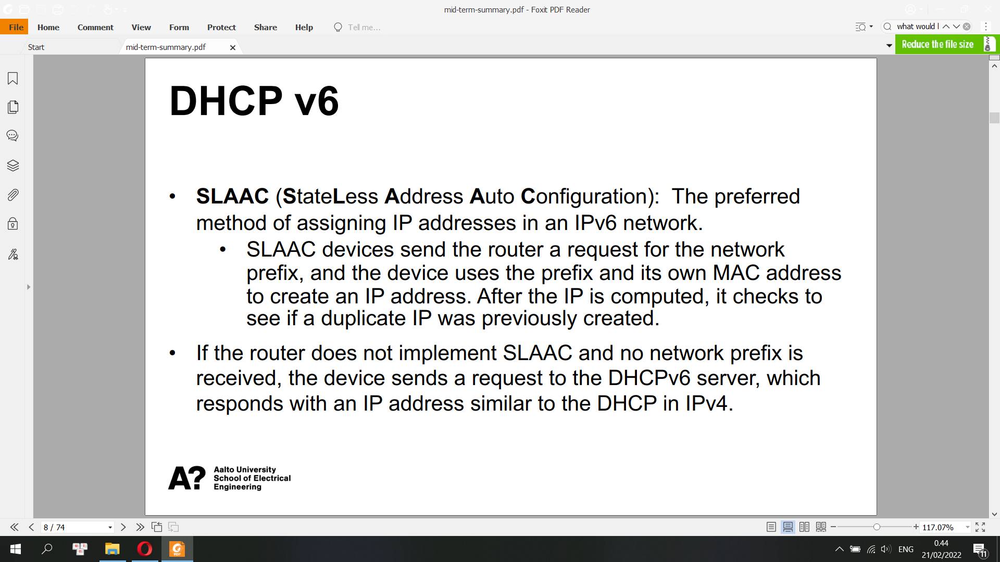 mid-term-summary.pdf - Foxit PDF Reader
File Home Comment View Form Protect Share Help Tell me... what would l
Start mid-term-summary.pdf Reduce the file size
DHCP v6
• SLAAC (StateLess Address Auto Configuration): The preferred
method of assigning IP addresses in an IPv6 network.
• SLAAC devices send the router a request for the network
prefix, and the device uses the prefix and its own MAC address
to create an IP address. After the IP is computed, it checks to
see if a duplicate IP was previously created.
• If the router does not implement SLAAC and no network prefix is
received, the device sends a request to the DHCPv6 server, which
responds with an IP address similar to the DHCP in IPv4.
A? Aalto University
School of Electrical
Engineering
8 / 74 117.07%
ENG 0.44
21/02/2022 11